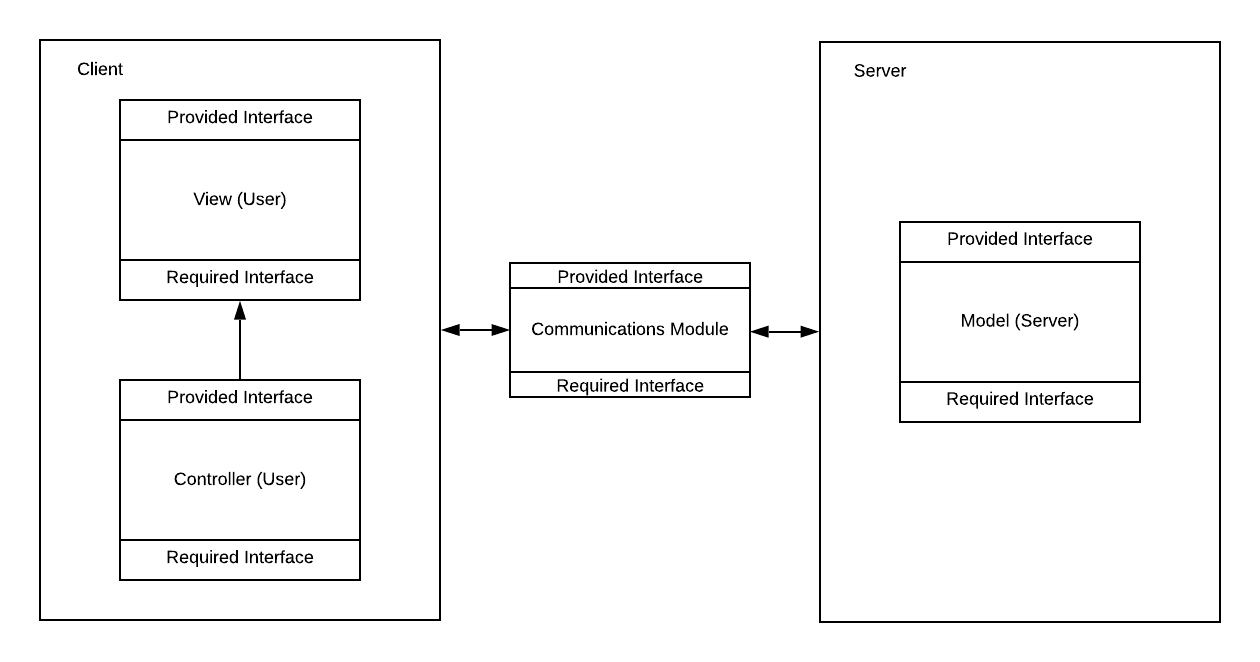 Client
Provided Interface
View (User)
Required Interface
Provided Interface
Controller (User)
Required Interface
Provided Interface
Communications Module
Required Interface
Server
Provided Interface
Model (Server)
Required Interface